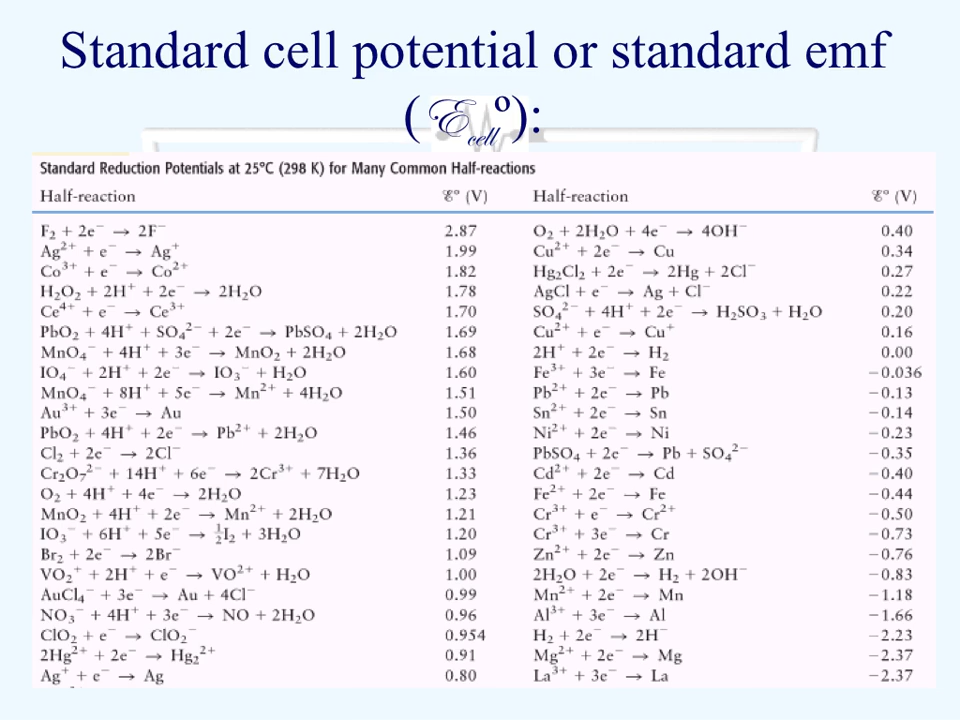 Standard cell potential or standard emf
(ℰcell°):
Standard Reduction Potentials at 25°C (298 K) for Many Common Half-reactions
Half-reaction ℰ° (V) Half-reaction ℰ° (V)
F₂ + 2e⁻ → 2F⁻ 2.87 O₂ + 2H₂O + 4e⁻ → 4OH⁻ 0.40
Ag²⁺ + e⁻ → Ag⁺ 1.99 Cu²⁺ + 2e⁻ → Cu 0.34
Co³⁺ + e⁻ → Co²⁺ 1.82 Hg₂Cl₂ + 2e⁻ → 2Hg + 2Cl⁻ 0.27
H₂O₂ + 2H⁺ + 2e⁻ → 2H₂O 1.78 AgCl + e⁻ → Ag + Cl⁻ 0.22
Ce⁴⁺ + e⁻ → Ce³⁺ 1.70 SO₄²⁻ + 4H⁺ + 2e⁻ → H₂SO₃ + H₂O 0.20
PbO₂ + 4H⁺ + SO₄²⁻ + 2e⁻ → PbSO₄ + 2H₂O 1.69 Cu²⁺ + e⁻ → Cu⁺ 0.16
MnO₄⁻ + 4H⁺ + 3e⁻ → MnO₂ + 2H₂O 1.68 2H⁺ + 2e⁻ → H₂ 0.00
IO₄⁻ + 2H⁺ + 2e⁻ → IO₃⁻ + H₂O 1.60 Fe³⁺ + 3e⁻ → Fe −0.036
MnO₄⁻ + 8H⁺ + 5e⁻ → Mn²⁺ + 4H₂O 1.51 Pb²⁺ + 2e⁻ → Pb −0.13
Au³⁺ + 3e⁻ → Au 1.50 Sn²⁺ + 2e⁻ → Sn −0.14
PbO₂ + 4H⁺ + 2e⁻ → Pb²⁺ + 2H₂O 1.46 Ni²⁺ + 2e⁻ → Ni −0.23
Cl₂ + 2e⁻ → 2Cl⁻ 1.36 PbSO₄ + 2e⁻ → Pb + SO₄²⁻ −0.35
Cr₂O₇²⁻ + 14H⁺ + 6e⁻ → 2Cr³⁺ + 7H₂O 1.33 Cd²⁺ + 2e⁻ → Cd −0.40
O₂ + 4H⁺ + 4e⁻ → 2H₂O 1.23 Fe²⁺ + 2e⁻ → Fe −0.44
MnO₂ + 4H⁺ + 2e⁻ → Mn²⁺ + 2H₂O 1.21 Cr³⁺ + e⁻ → Cr²⁺ −0.50
IO₃⁻ + 6H⁺ + 5e⁻ → ½I₂ + 3H₂O 1.20 Cr³⁺ + 3e⁻ → Cr −0.73
Br₂ + 2e⁻ → 2Br⁻ 1.09 Zn²⁺ + 2e⁻ → Zn −0.76
VO₂⁺ + 2H⁺ + e⁻ → VO²⁺ + H₂O 1.00 2H₂O + 2e⁻ → H₂ + 2OH⁻ −0.83
AuCl₄⁻ + 3e⁻ → Au + 4Cl⁻ 0.99 Mn²⁺ + 2e⁻ → Mn −1.18
NO₃⁻ + 4H⁺ + 3e⁻ → NO + 2H₂O 0.96 Al³⁺ + 3e⁻ → Al −1.66
ClO₂ + e⁻ → ClO₂⁻ 0.954 H₂ + 2e⁻ → 2H⁻ −2.23
2Hg²⁺ + 2e⁻ → Hg₂²⁺ 0.91 Mg²⁺ + 2e⁻ → Mg −2.37
Ag⁺ + e⁻ → Ag 0.80 La³⁺ + 3e⁻ → La −2.37